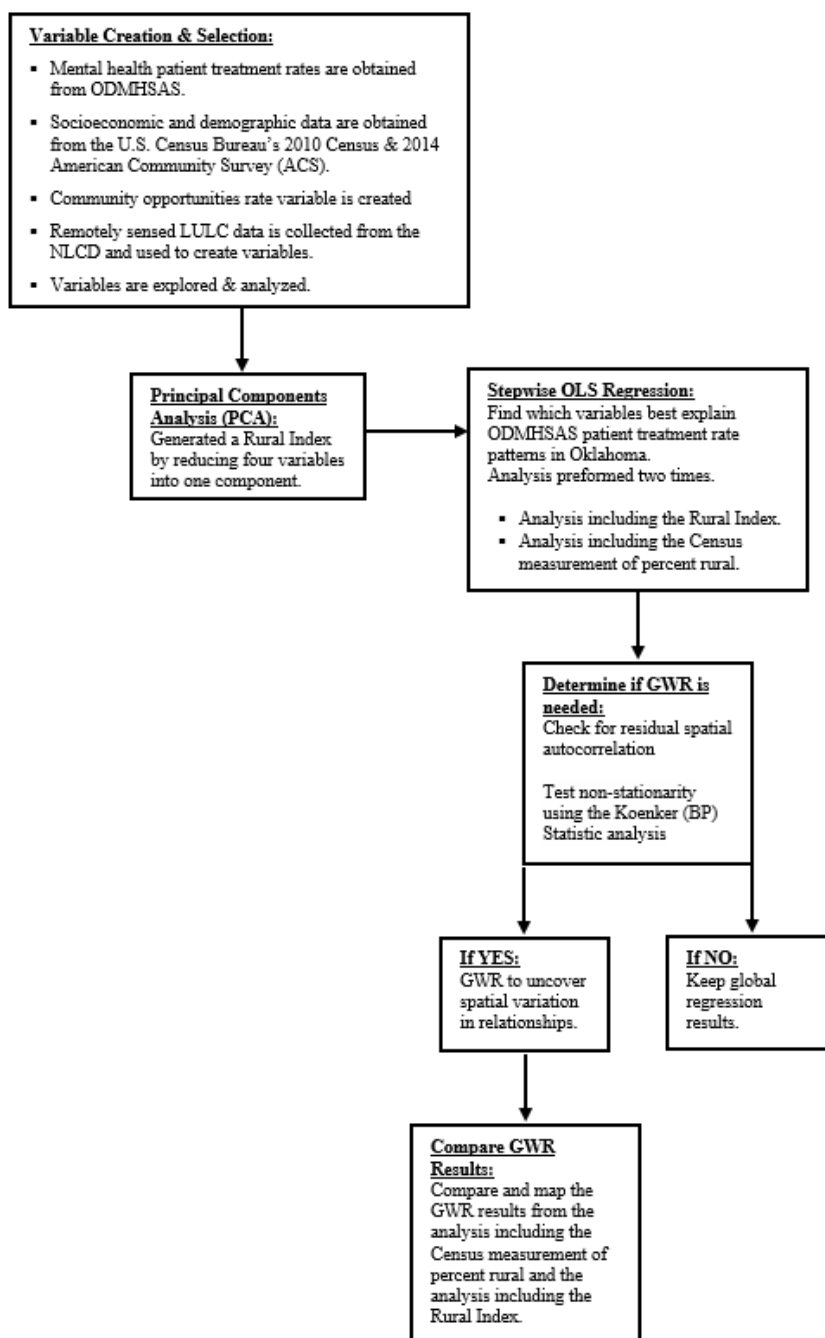 Variable Creation & Selection:
▪ Mental health patient treatment rates are obtained
from ODMHSAS.
▪ Socioeconomic and demographic data are obtained
from the U.S. Census Bureau's 2010 Census & 2014
American Community Survey (ACS).
▪ Community opportunities rate variable is created
▪ Remotely sensed LULC data is collected from the
NLCD and used to create variables.
▪ Variables are explored & analyzed.
Principal Components
Analysis (PCA):
Generated a Rural Index
by reducing four variables
into one component.
Stepwise OLS Regression:
Find which variables best explain
ODMHSAS patient treatment rate
patterns in Oklahoma.
Analysis preformed two times.
▪ Analysis including the Rural Index.
▪ Analysis including the Census
measurement of percent rural.
Determine if GWR is
needed:
Check for residual spatial
autocorrelation
Test non-stationarity
using the Koenker (BP)
Statistic analysis
If YES:
GWR to uncover
spatial variation
in relationships.
If NO:
Keep global
regression
results.
Compare GWR
Results:
Compare and map the
GWR results from the
analysis including the
Census measurement of
percent rural and the
analysis including the
Rural Index.